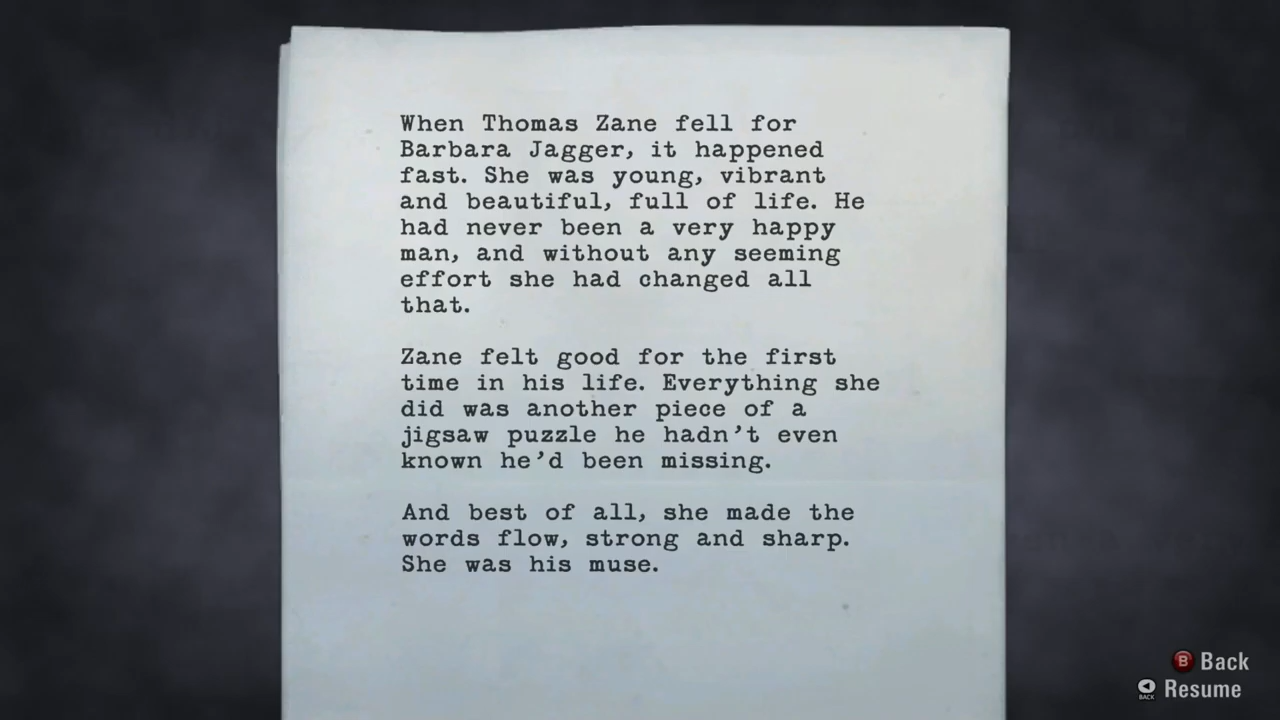 When Thomas Zane fell for
Barbara Jagger, it happened
fast. She was young, vibrant
and beautiful, full of life. He
had never been a very happy
man, and without any seeming
effort she had changed all
that.
Zane felt good for the first
time in his life. Everything she
did was another piece of a
jigsaw puzzle he hadn't even
known he'd been missing.
And best of all, she made the
words flow, strong and sharp.
She was his muse.
B Back
BACK Resume